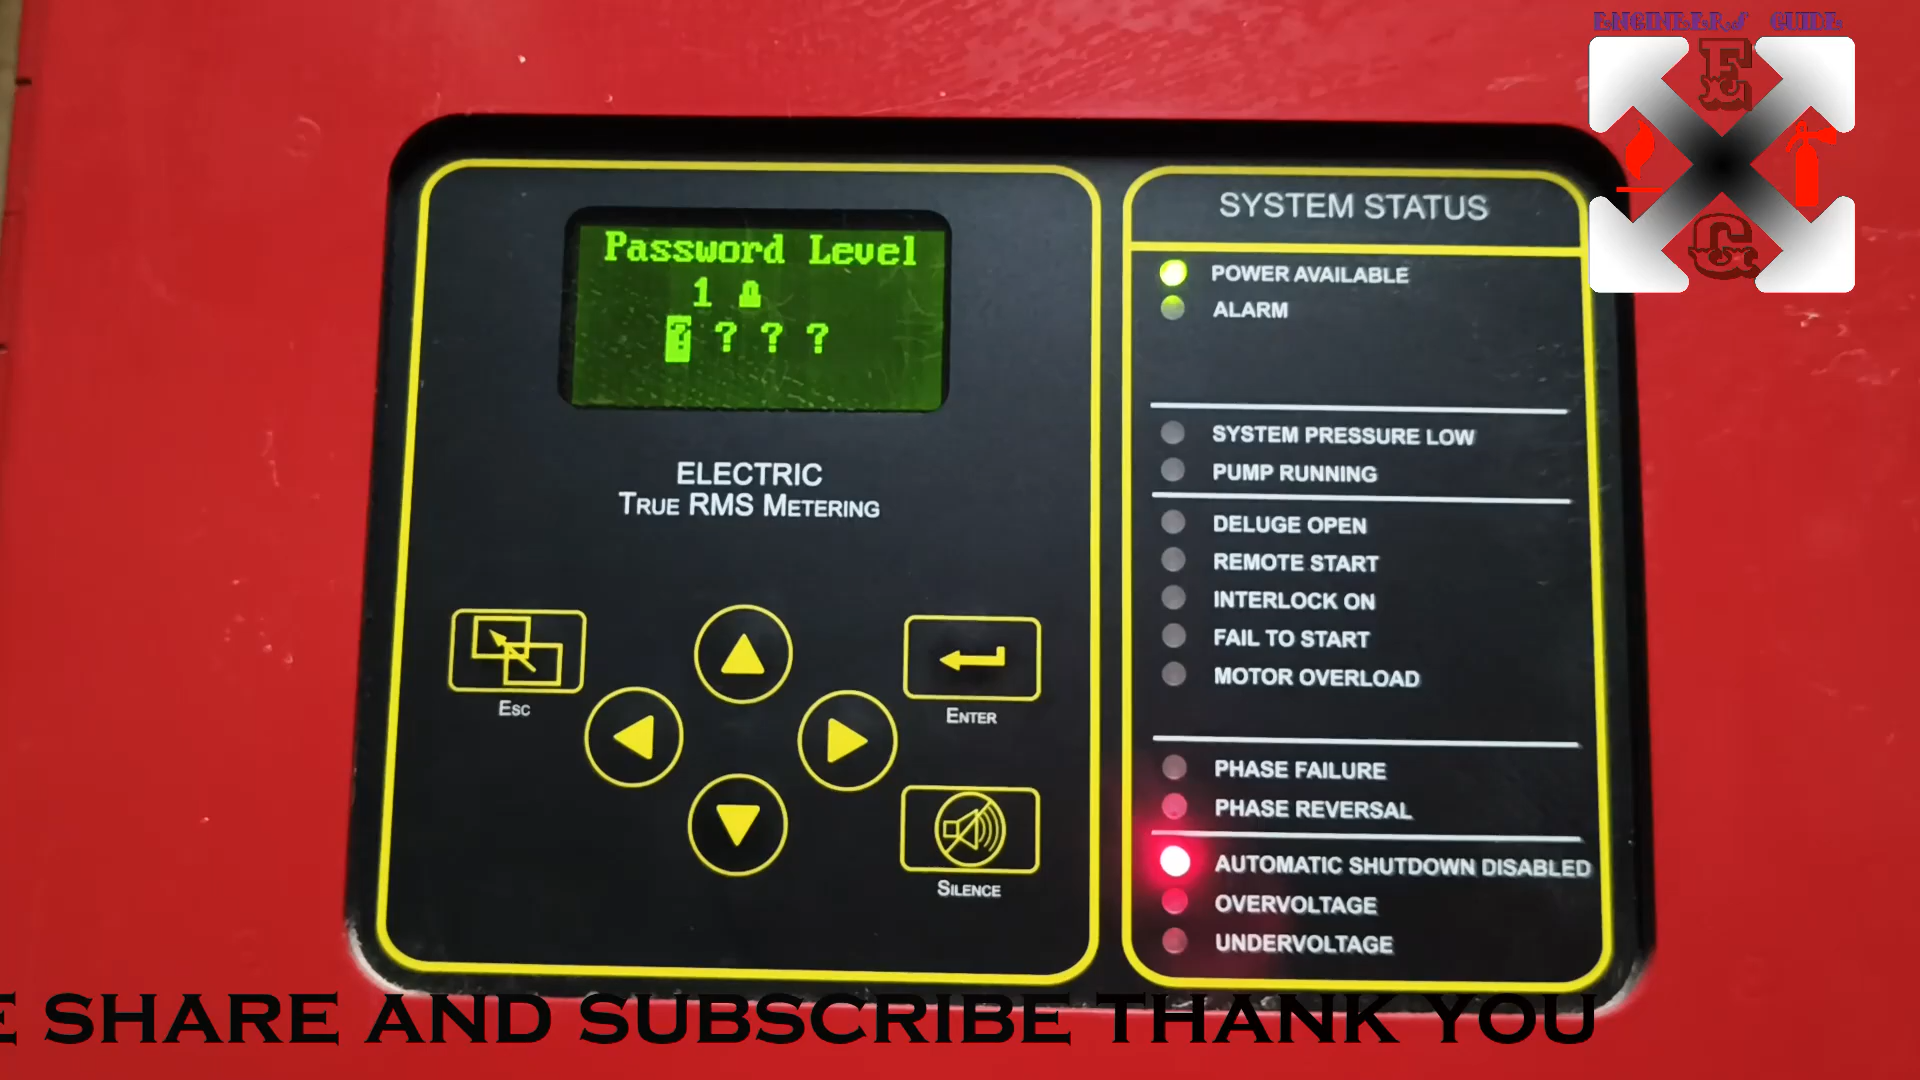 ENGINEERS GUIDE
E
G
Password Level
1
? ? ? ?
ELECTRIC
TRUE RMS METERING
ESC
ENTER
SILENCE
SYSTEM STATUS
POWER AVAILABLE
ALARM
SYSTEM PRESSURE LOW
PUMP RUNNING
DELUGE OPEN
REMOTE START
INTERLOCK ON
FAIL TO START
MOTOR OVERLOAD
PHASE FAILURE
PHASE REVERSAL
AUTOMATIC SHUTDOWN DISABLED
OVERVOLTAGE
UNDERVOLTAGE
E SHARE AND SUBSCRIBE THANK YOU